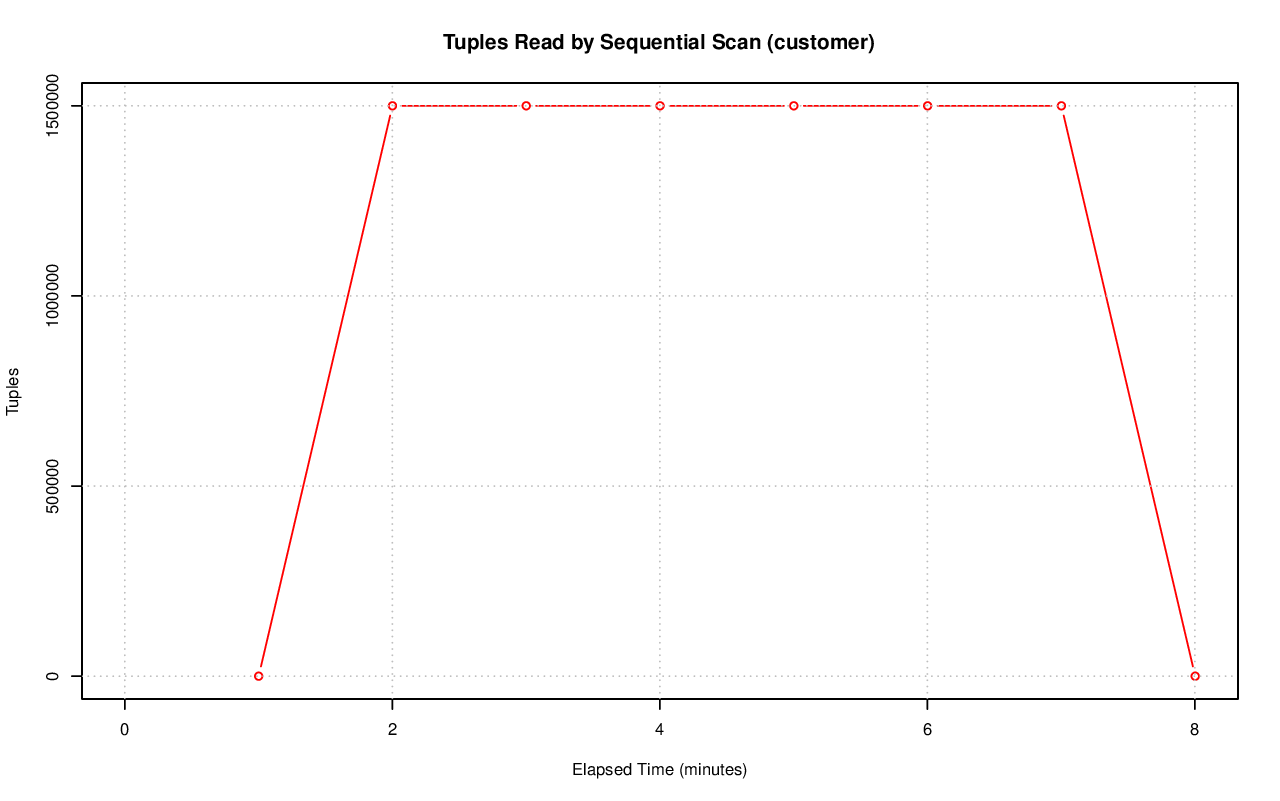 Tuples Read by Sequential Scan (customer)
1500000
1000000
500000
0
Tuples
0 2 4 6 8
Elapsed Time (minutes)